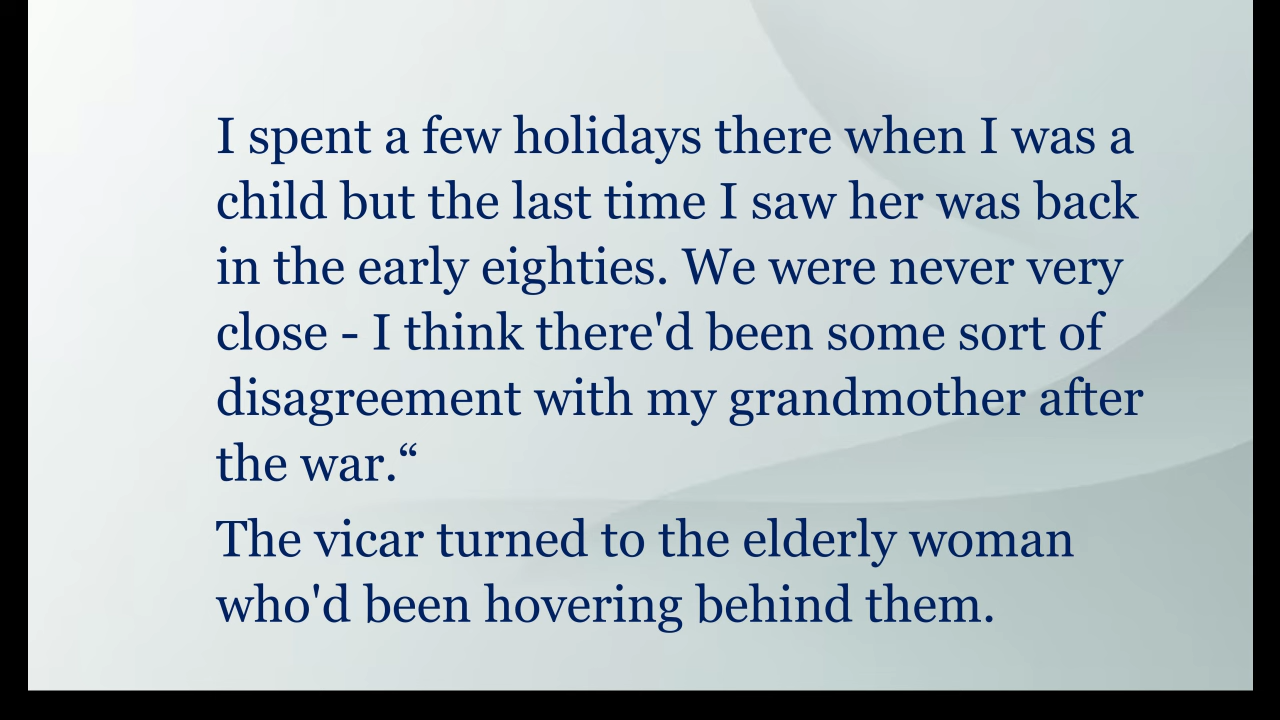 I spent a few holidays there when I was a
child but the last time I saw her was back
in the early eighties. We were never very
close - I think there'd been some sort of
disagreement with my grandmother after
the war.“
The vicar turned to the elderly woman
who'd been hovering behind them.